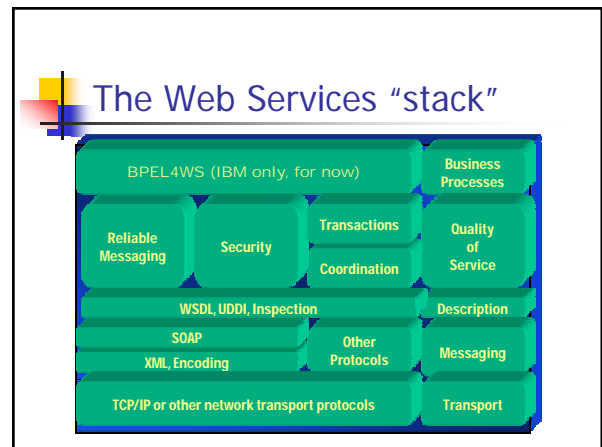 The Web Services “stack”
BPEL4WS (IBM only, for now)
Business
Processes
Reliable
Messaging
Security
Transactions
Coordination
Quality
of
Service
WSDL, UDDI, Inspection
Description
SOAP
XML, Encoding
Other
Protocols
Messaging
TCP/IP or other network transport protocols
Transport